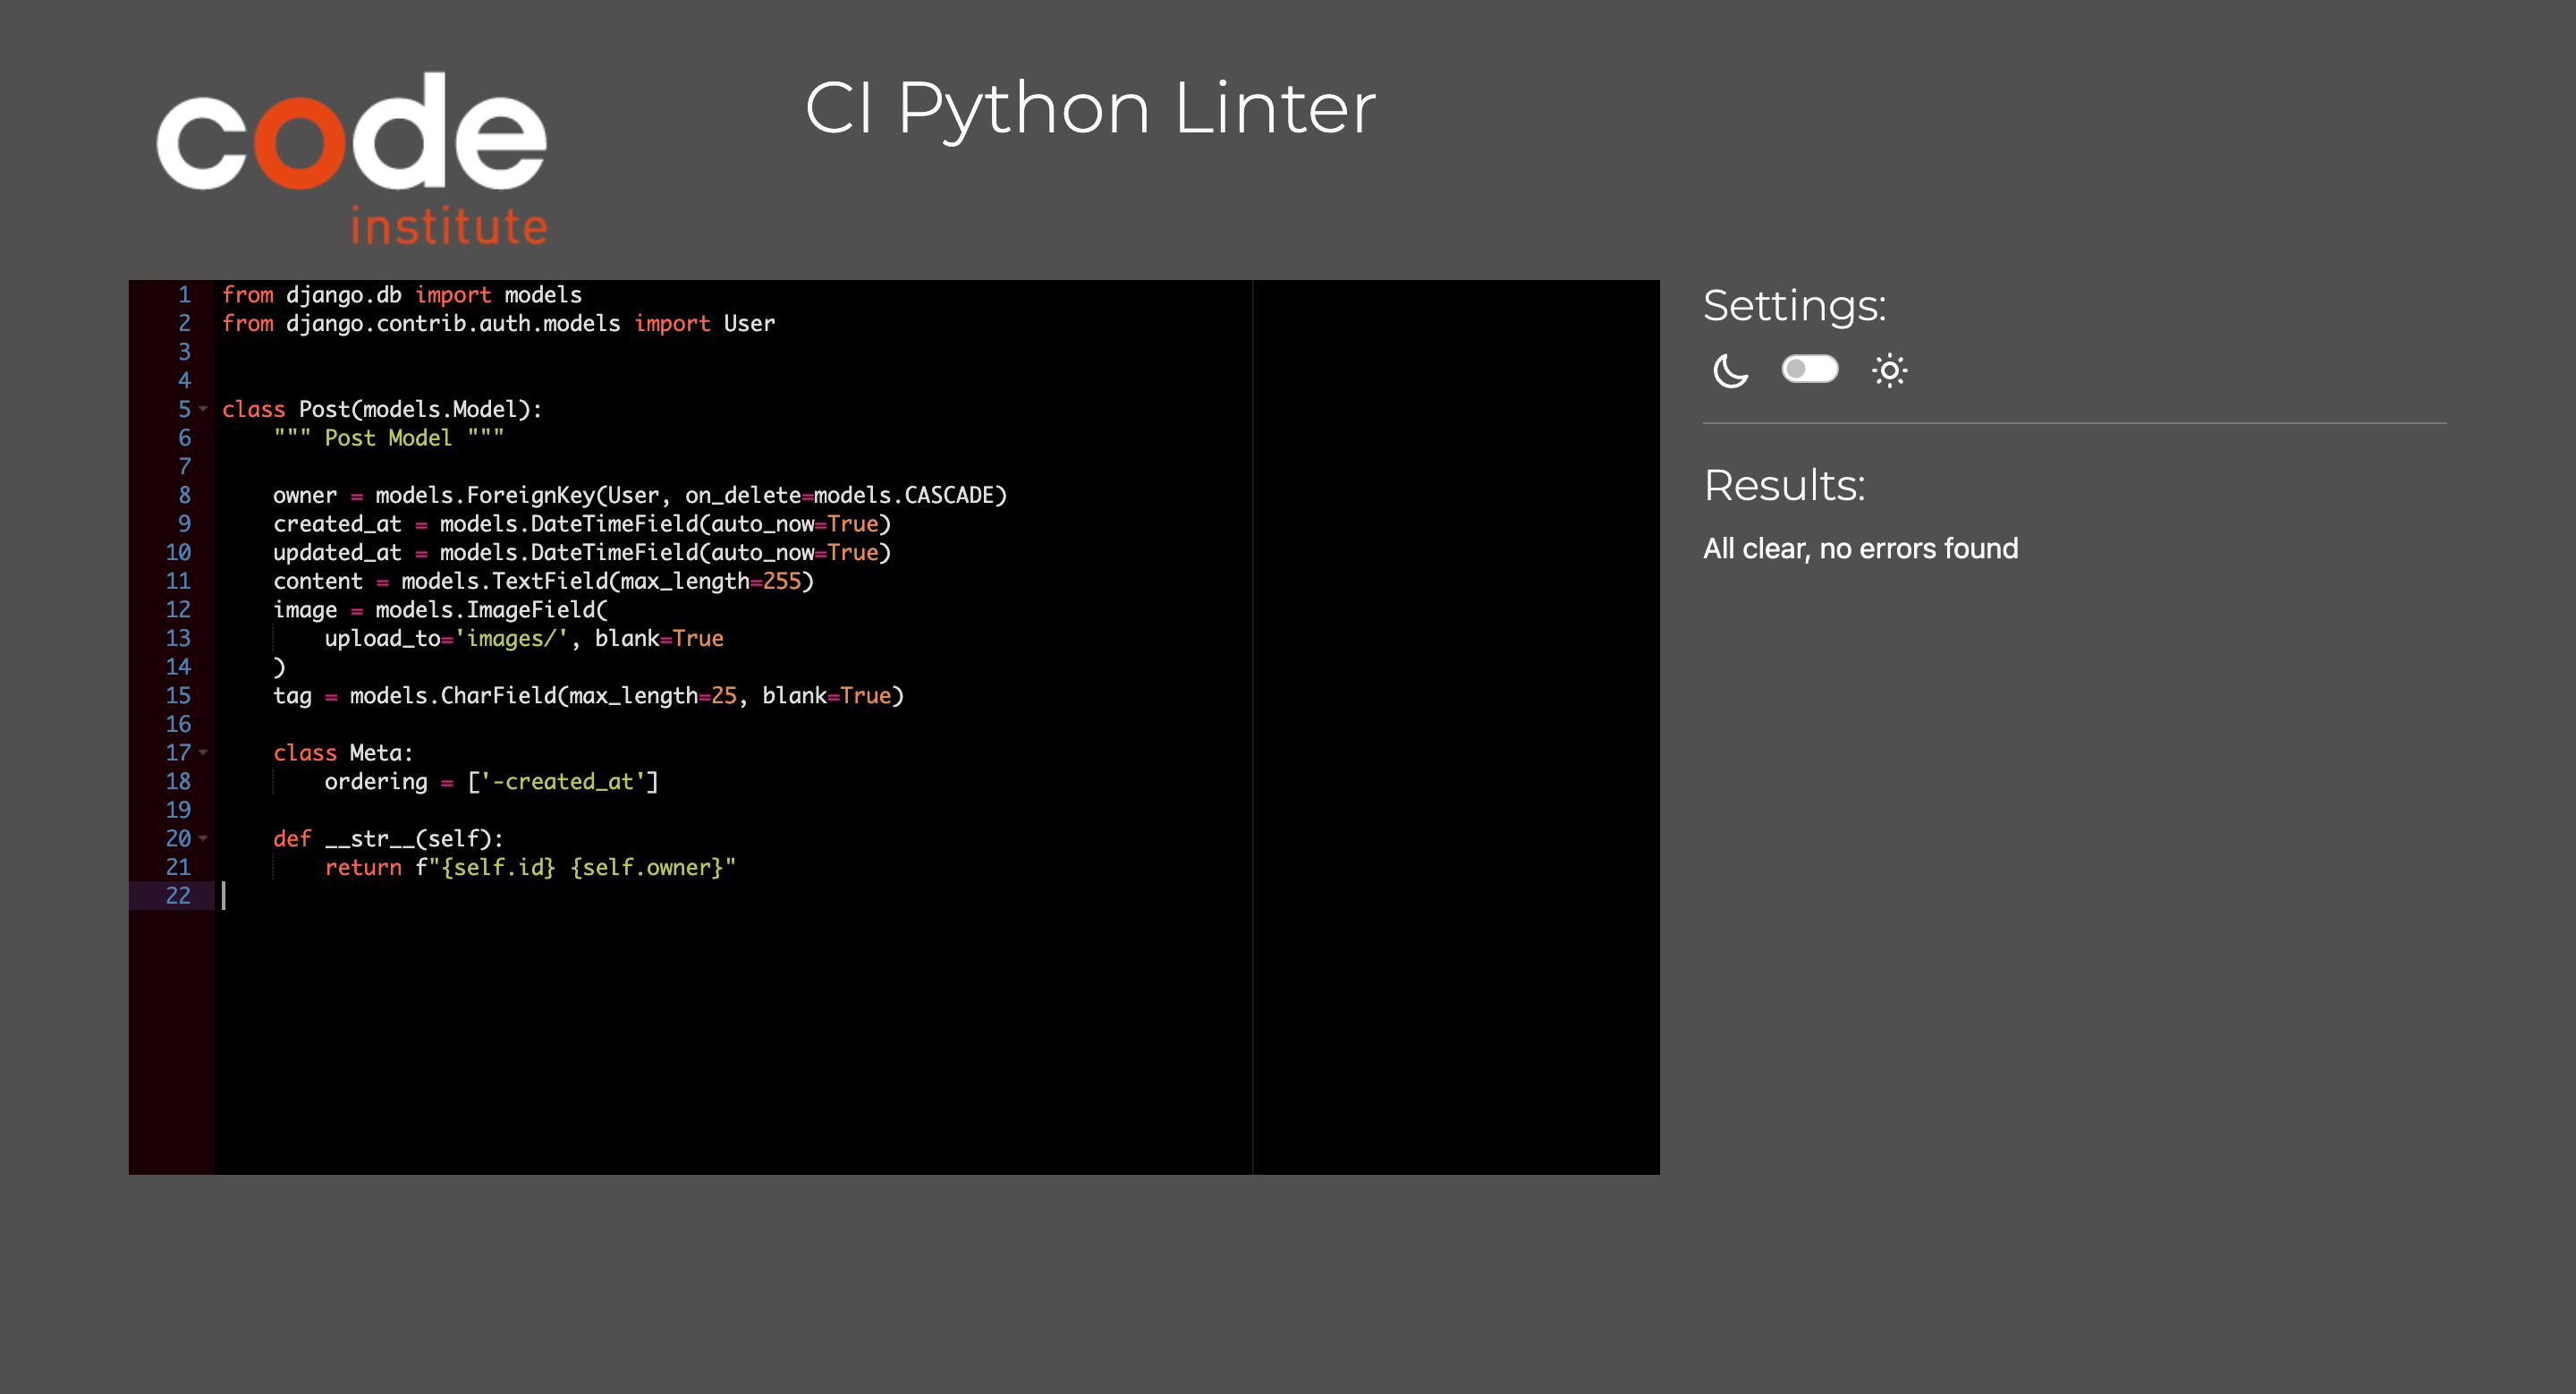 code
institute
CI Python Linter
1 from django.db import models
2 from django.contrib.auth.models import User
3
4
5 class Post(models.Model):
6     """ Post Model """
7
8     owner = models.ForeignKey(User, on_delete=models.CASCADE)
9     created_at = models.DateTimeField(auto_now=True)
10     updated_at = models.DateTimeField(auto_now=True)
11     content = models.TextField(max_length=255)
12     image = models.ImageField(
13         upload_to='images/', blank=True
14     )
15     tag = models.CharField(max_length=25, blank=True)
16
17     class Meta:
18         ordering = ['-created_at']
19
20     def __str__(self):
21         return f"{self.id} {self.owner}"
22
Settings:
Results:
All clear, no errors found